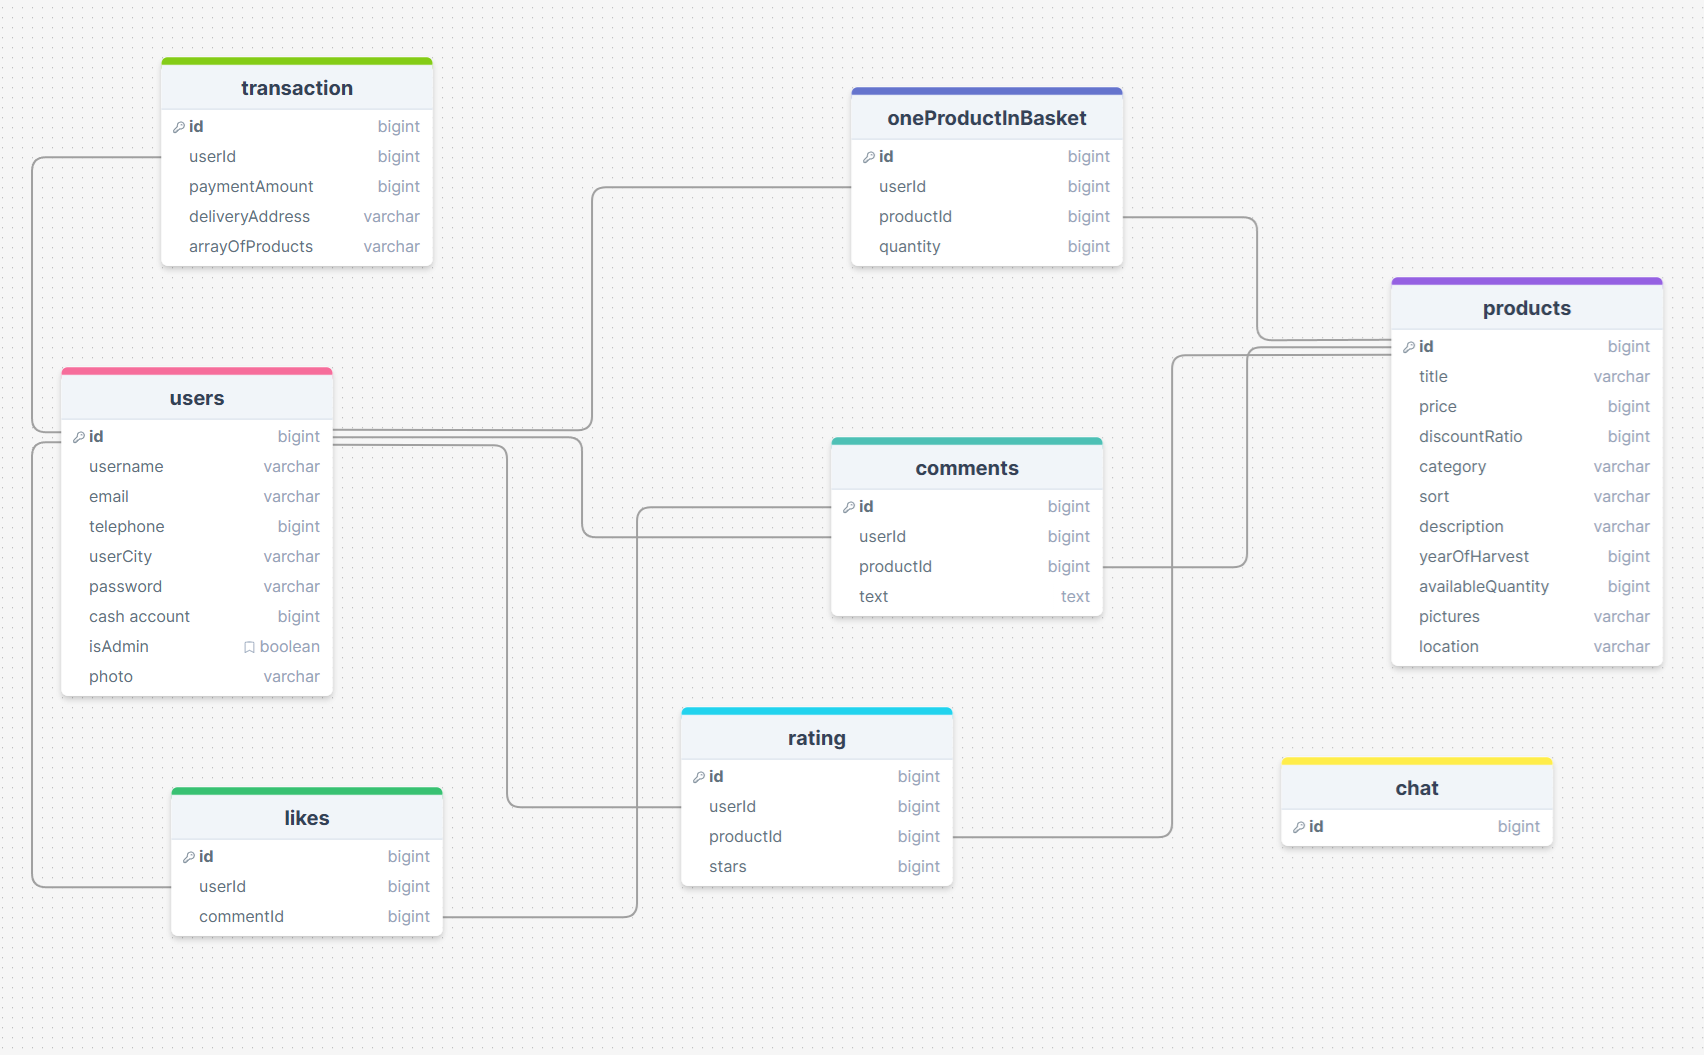 transaction
id bigint
userId bigint
paymentAmount bigint
deliveryAddress varchar
arrayOfProducts varchar
oneProductInBasket
id bigint
userId bigint
productId bigint
quantity bigint
products
id bigint
title varchar
price bigint
discountRatio bigint
category varchar
sort varchar
description varchar
yearOfHarvest bigint
availableQuantity bigint
pictures varchar
location varchar
users
id bigint
username varchar
email varchar
telephone bigint
userCity varchar
password varchar
cash account bigint
isAdmin boolean
photo varchar
comments
id bigint
userId bigint
productId bigint
text text
rating
id bigint
userId bigint
productId bigint
stars bigint
likes
id bigint
userId bigint
commentId bigint
chat
id bigint